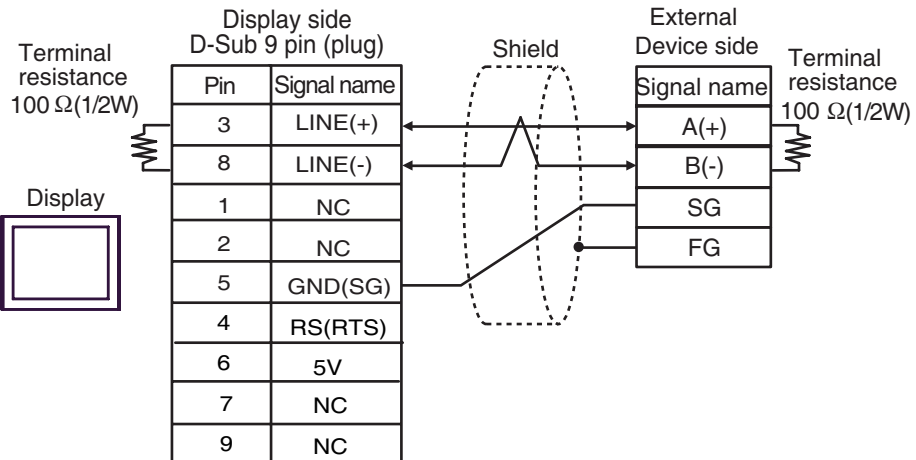 Display side
D-Sub 9 pin (plug)
Terminal
resistance
100 Ω(1/2W)
Pin Signal name
3 LINE(+)
8 LINE(-)
1 NC
2 NC
5 GND(SG)
4 RS(RTS)
6 5V
7 NC
9 NC
Display
Shield
External
Device side
Signal name
A(+)
B(-)
SG
FG
Terminal
resistance
100 Ω(1/2W)